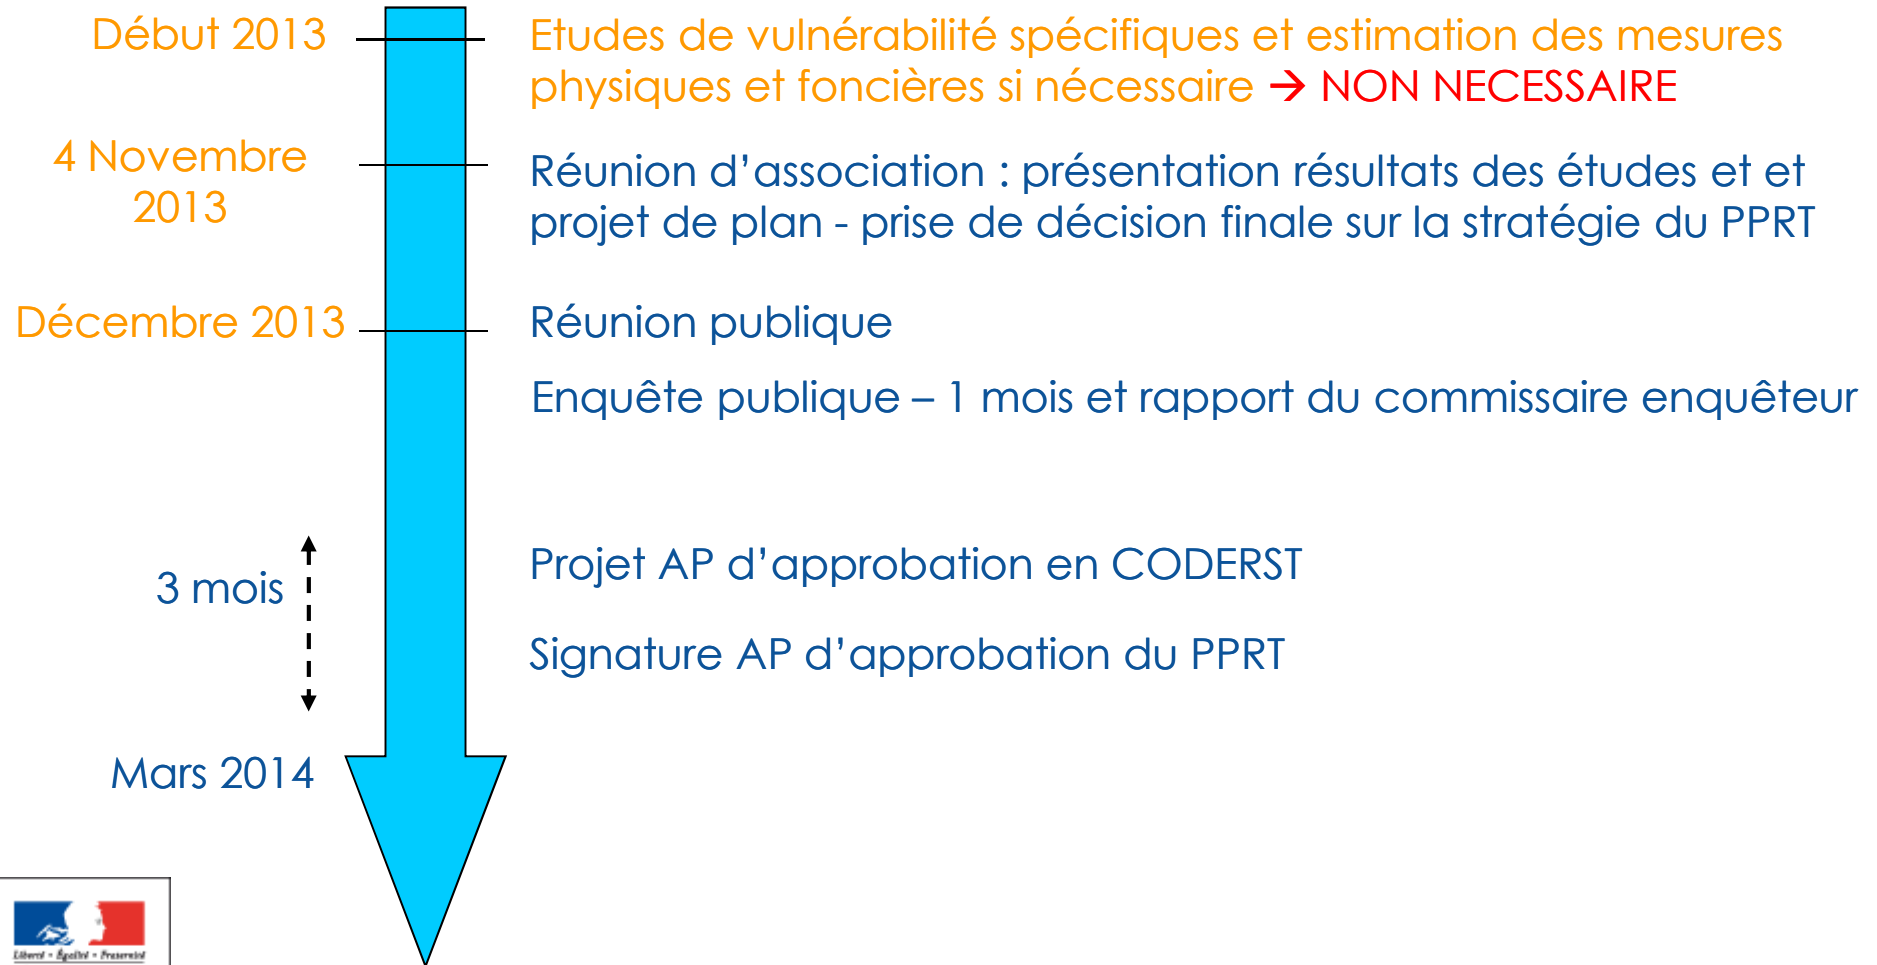 Début 2013
Etudes de vulnérabilité spécifiques et estimation des mesures
physiques et foncières si nécessaire → NON NECESSAIRE
4 Novembre
2013
Réunion d’association : présentation résultats des études et et
projet de plan - prise de décision finale sur la stratégie du PPRT
Décembre 2013
Réunion publique
Enquête publique – 1 mois et rapport du commissaire enquêteur
3 mois
Projet AP d’approbation en CODERST
Signature AP d’approbation du PPRT
Mars 2014
Liberté • Égalité • Fraternité